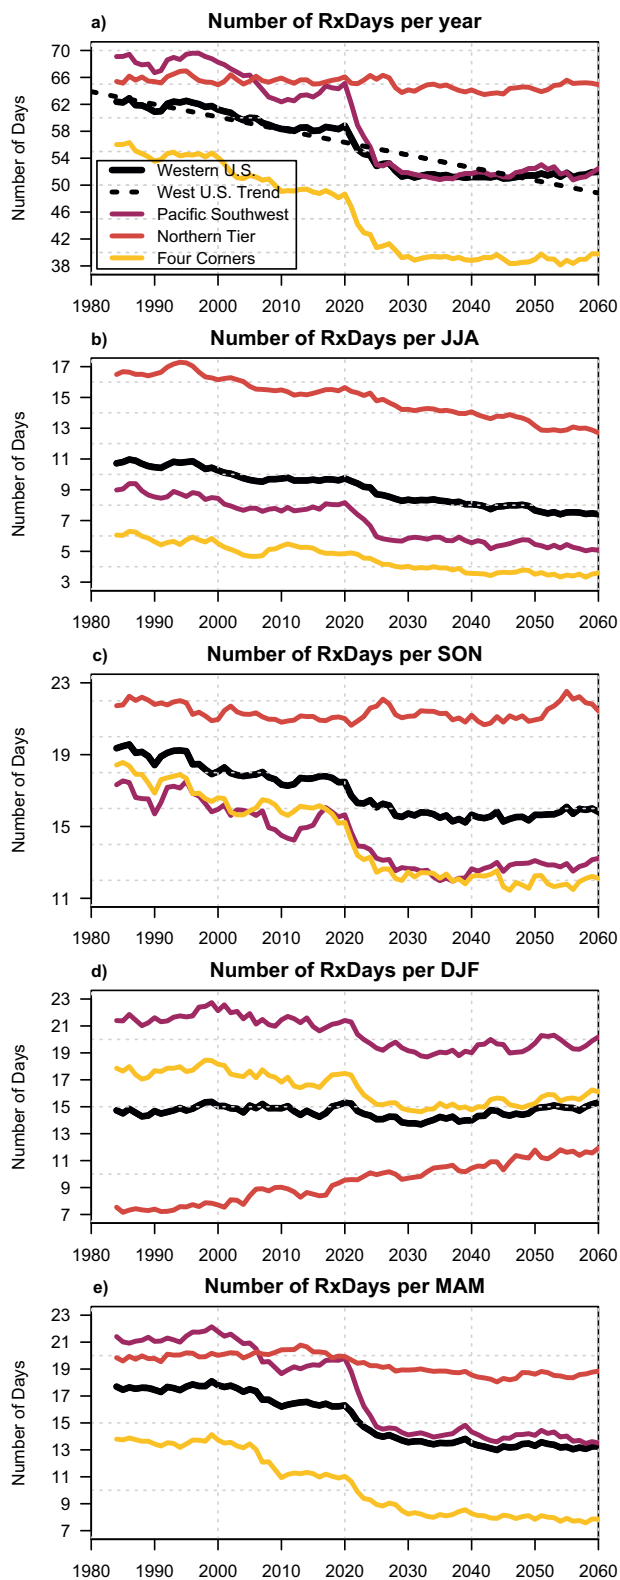 a) Number of RxDays per year
Number of Days
70
66
62
58
54
50
46
42
38
Western U.S.
West U.S. Trend
Pacific Southwest
Northern Tier
Four Corners
1980 1990 2000 2010 2020 2030 2040 2050 2060
b) Number of RxDays per JJA
Number of Days
17
15
13
11
9
7
5
3
1980 1990 2000 2010 2020 2030 2040 2050 2060
c) Number of RxDays per SON
Number of Days
23
19
15
11
1980 1990 2000 2010 2020 2030 2040 2050 2060
d) Number of RxDays per DJF
Number of Days
23
21
19
17
15
13
11
9
7
1980 1990 2000 2010 2020 2030 2040 2050 2060
e) Number of RxDays per MAM
Number of Days
23
21
19
17
15
13
11
9
7
1980 1990 2000 2010 2020 2030 2040 2050 2060